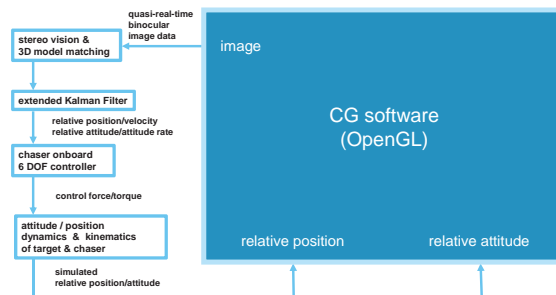 quasi-real-time
binocular
image data
stereo vision &
3D model matching
image
extended Kalman Filter
relative position/velocity
relative attitude/attitude rate
CG software
(OpenGL)
chaser onboard
6 DOF controller
control force/torque
attitude / position
dynamics & kinematics
of target & chaser
relative position
relative attitude
simulated
relative position/attitude